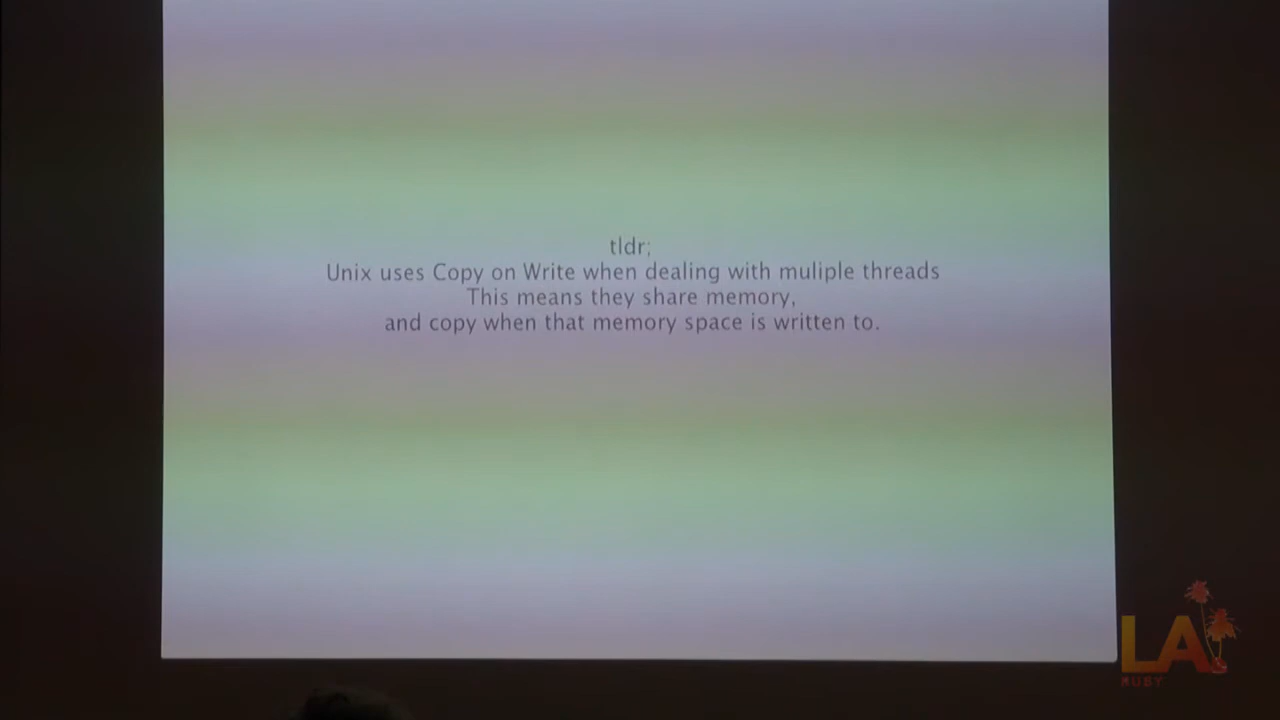 tldr;
Unix uses Copy on Write when dealing with muliple threads
This means they share memory,
and copy when that memory space is written to.
LA
RUBY